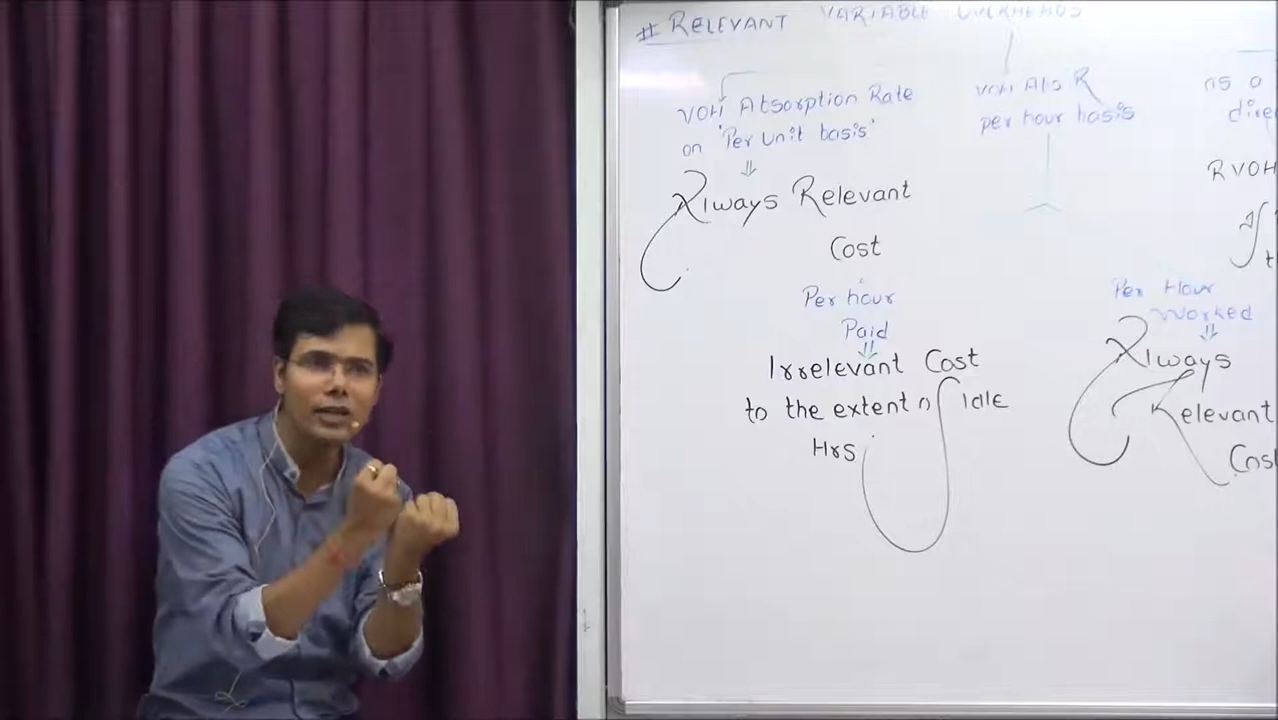 # RELEVANT VARIABLE OVERHEADS
VOH Absorption Rate
on 'Per Unit basis'
⇓
Always Relevant
Cost
VOH Abs R
per hour basis
as a
direc
RVOH
Per hour
Paid
⇓
Irrelevant Cost
to the extent of Idle
Hrs
Per Hour
Worked
⇓
Always
Relevant
Cost